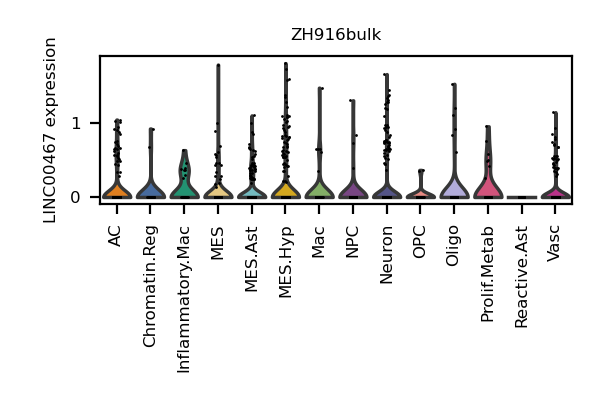 ZH916bulk
LINC00467 expression
1
0
AC
Chromatin.Reg
Inflammatory.Mac
MES
MES.Ast
MES.Hyp
Mac
NPC
Neuron
OPC
Oligo
Prolif.Metab
Reactive.Ast
Vasc